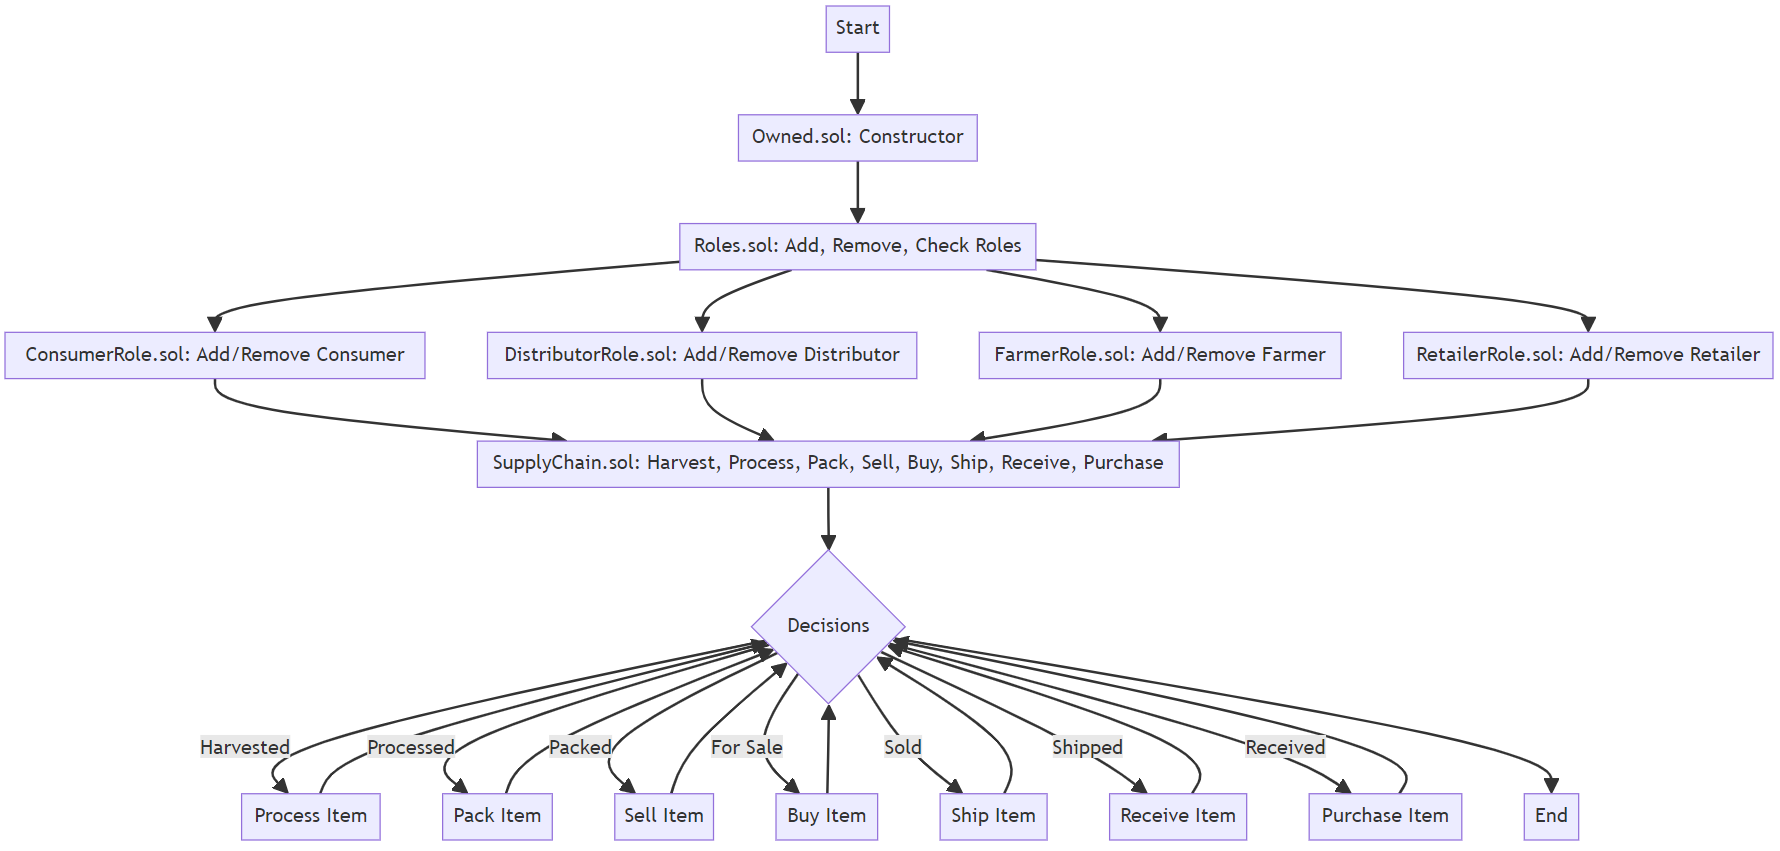 Start
Owned.sol: Constructor
Roles.sol: Add, Remove, Check Roles
ConsumerRole.sol: Add/Remove Consumer
DistributorRole.sol: Add/Remove Distributor
FarmerRole.sol: Add/Remove Farmer
RetailerRole.sol: Add/Remove Retailer
SupplyChain.sol: Harvest, Process, Pack, Sell, Buy, Ship, Receive, Purchase
Decisions
Harvested
Processed
Packed
For Sale
Sold
Shipped
Received
Process Item
Pack Item
Sell Item
Buy Item
Ship Item
Receive Item
Purchase Item
End